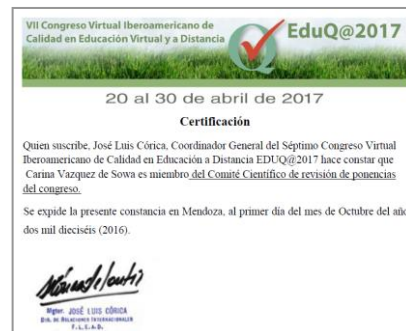 VII Congreso Virtual Iberoamericano de
Calidad en Educación Virtual y a Distancia
EduQ@2017
20 al 30 de abril de 2017
Certificación
Quien suscribe, José Luis Córica, Coordinador General del Séptimo Congreso Virtual
Iberoamericano de Calidad en Educación a Distancia EDUQ@2017 hace constar que
Carina Vazquez de Sowa es miembro del Comité Científico de revisión de ponencias
del congreso.
Se expide la presente constancia en Mendoza, al primer día del mes de Octubre del año
dos mil dieciséis (2016).
Mgter. JOSÉ LUIS CÓRICA
DIR. DE RELACIONES INTERNACIONALES
F.L.E.A.D.